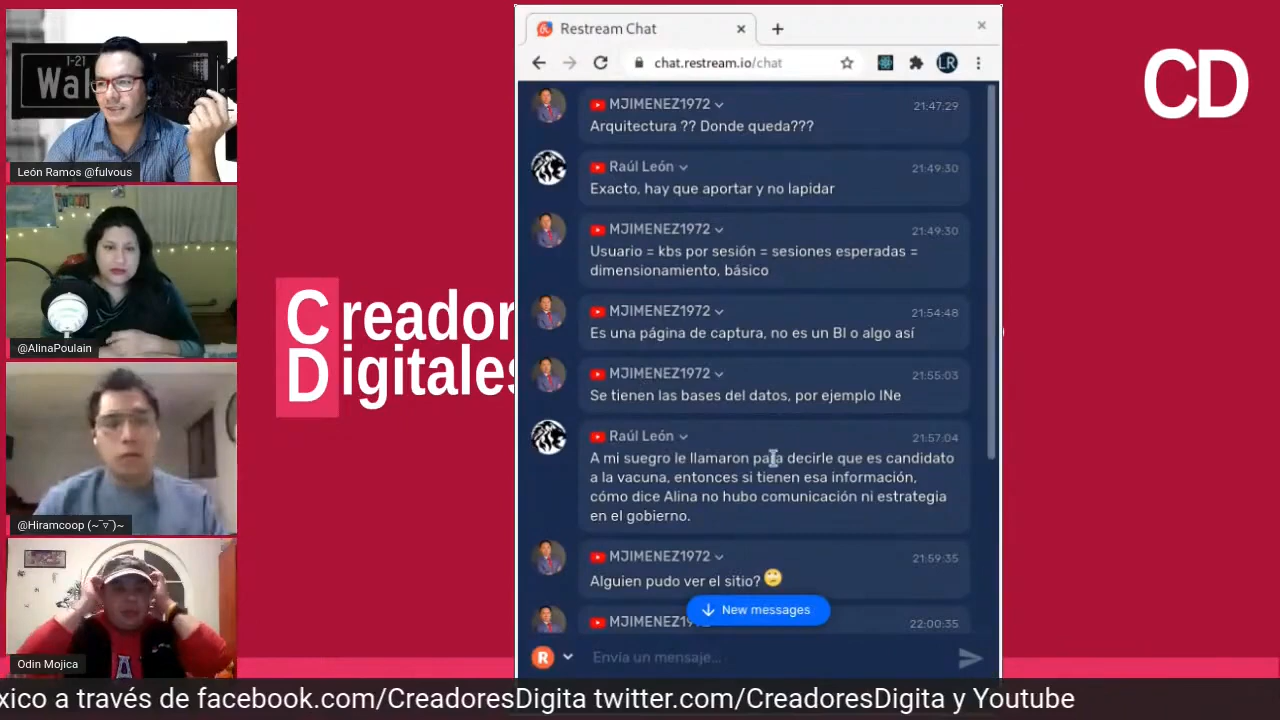 1-21
Wal
León Ramos @fulvous
@AlinaPoulain
@Hiramcoop (~˘▽˘)~
Odin Mojica
Creador
Digitales
Restream Chat
chat.restream.io/chat
LR
MJIMENEZ1972 21:47:29
Arquitectura ?? Donde queda???
Raúl León 21:49:30
Exacto, hay que aportar y no lapidar
MJIMENEZ1972 21:49:30
Usuario = kbs por sesión = sesiones esperadas =
dimensionamiento, básico
MJIMENEZ1972 21:54:48
Es una página de captura, no es un BI o algo así
MJIMENEZ1972 21:55:03
Se tienen las bases del datos, por ejemplo INe
Raúl León 21:57:04
A mi suegro le llamaron para decirle que es candidato
a la vacuna, entonces si tienen esa información,
cómo dice Alina no hubo comunicación ni estrategia
en el gobierno.
MJIMENEZ1972 21:59:35
Alguien pudo ver el sitio? 🙄
New messages
MJIMENEZ19 22:00:35
R
Envía un mensaje...
CD
xico a través de facebook.com/CreadoresDigita twitter.com/CreadoresDigita y Youtube